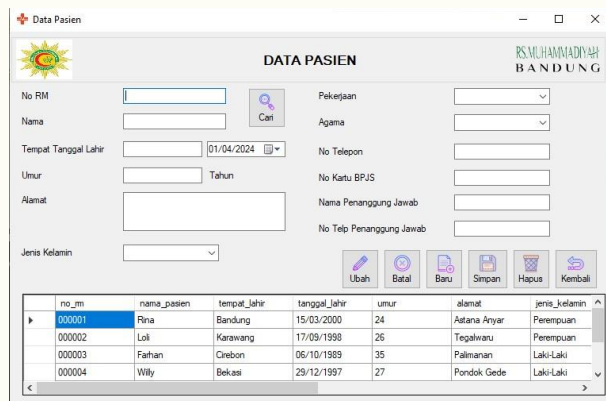 Data Pasien
DATA PASIEN
RS.MUHAMMADIYAH
BANDUNG
No RM
Cari
Nama
Tempat Tanggal Lahir 01/04/2024
Umur Tahun
Alamat
Jenis Kelamin
Pekerjaan
Agama
No Telepon
No Kartu BPJS
Nama Penanggung Jawab
No Telp Penanggung Jawab
Ubah Batal Baru Simpan Hapus Kembali
no_rm nama_pasien tempat_lahir tanggal_lahir umur alamat jenis_kelamin
000001 Rina Bandung 15/03/2000 24 Astana Anyar Perempuan
000002 Loli Karawang 17/09/1998 26 Tegalwaru Perempuan
000003 Farhan Cirebon 06/10/1989 35 Palimanan Laki-Laki
000004 Willy Bekasi 29/12/1997 27 Pondok Gede Laki-Laki